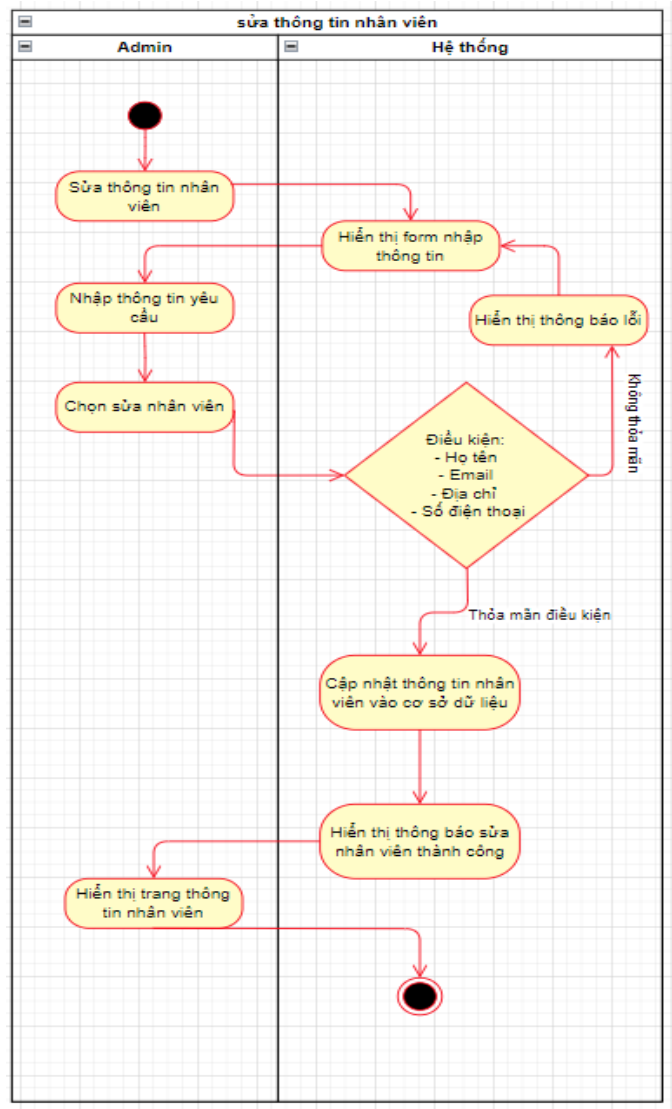 sửa thông tin nhân viên
Admin
Hệ thống
Sửa thông tin nhân
viên
Hiển thị form nhập
thông tin
Nhập thông tin yêu
cầu
Hiển thị thông báo lỗi
Chọn sửa nhân viên
Không thỏa mãn
Điều kiện:
- Họ tên
- Email
- Địa chỉ
- Số điện thoại
Thỏa mãn điều kiện
Cập nhật thông tin nhân
viên vào cơ sở dữ liệu
Hiển thị thông báo sửa
nhân viên thành công
Hiển thị trang thông
tin nhân viên